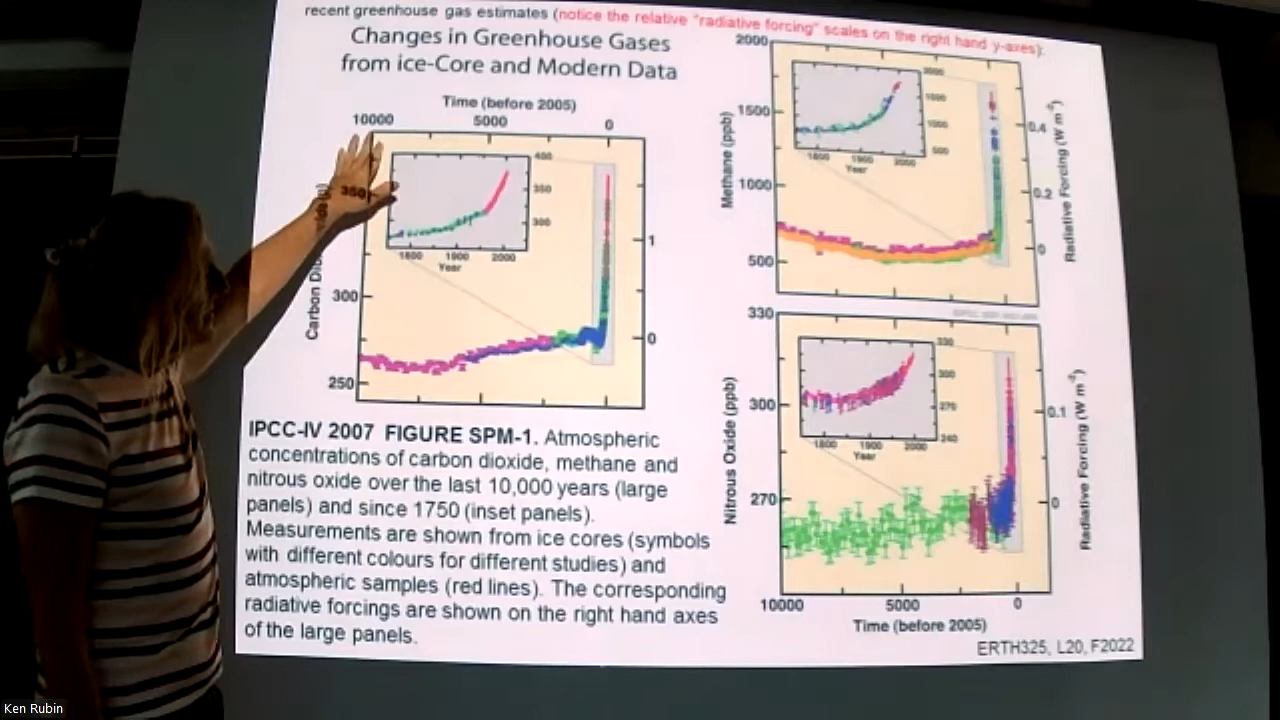 recent greenhouse gas estimates (notice the relative "radiative forcing" scales on the right hand y-axes):
Changes in Greenhouse Gases
from ice-Core and Modern Data
Time (before 2005)
10000 5000 0
350
300
250
400
350
300
1800 1900 2000
Year
1
0
2000
1500
1000
500
Methane (ppb)
2000
1500
1000
500
1800 1900 2000
Year
0.4
0.2
0
Radiative Forcing (W m-2)
330
300
270
Nitrous Oxide (ppb)
330
300
270
240
1800 1900 2000
Year
0.1
0
Radiative Forcing (W m-2)
10000 5000 0
Time (before 2005)
IPCC-IV 2007 FIGURE SPM-1. Atmospheric
concentrations of carbon dioxide, methane and
nitrous oxide over the last 10,000 years (large
panels) and since 1750 (inset panels).
Measurements are shown from ice cores (symbols
with different colours for different studies) and
atmospheric samples (red lines). The corresponding
radiative forcings are shown on the right hand axes
of the large panels.
ERTH325, L20, F2022
Ken Rubin